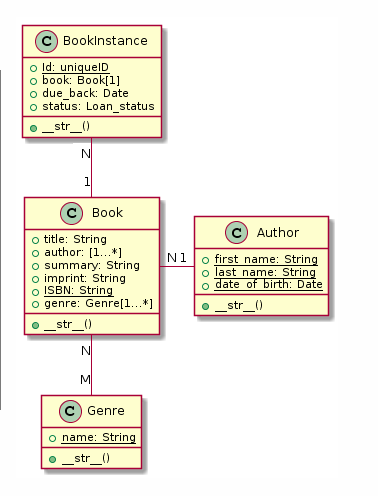 C BookInstance
Id: uniqueID
book: Book[1]
due_back: Date
status: Loan_status
__str__()
N
1
C Book
title: String
author: [1...*]
summary: String
imprint: String
ISBN: String
genre: Genre[1...*]
__str__()
N 1
C Author
first_name: String
last_name: String
date_of_birth: Date
__str__()
N
M
C Genre
name: String
__str__()